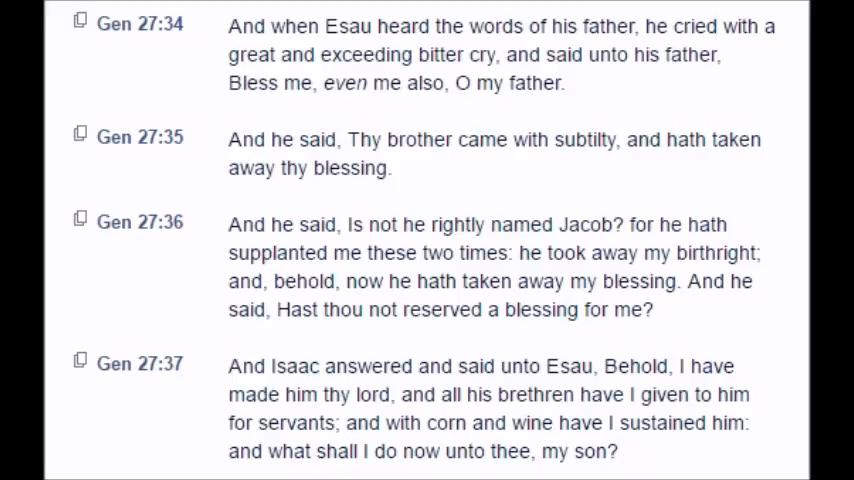 Gen 27:34 And when Esau heard the words of his father, he cried with a
great and exceeding bitter cry, and said unto his father,
Bless me, even me also, O my father.
Gen 27:35 And he said, Thy brother came with subtilty, and hath taken
away thy blessing.
Gen 27:36 And he said, Is not he rightly named Jacob? for he hath
supplanted me these two times: he took away my birthright;
and, behold, now he hath taken away my blessing. And he
said, Hast thou not reserved a blessing for me?
Gen 27:37 And Isaac answered and said unto Esau, Behold, I have
made him thy lord, and all his brethren have I given to him
for servants; and with corn and wine have I sustained him:
and what shall I do now unto thee, my son?